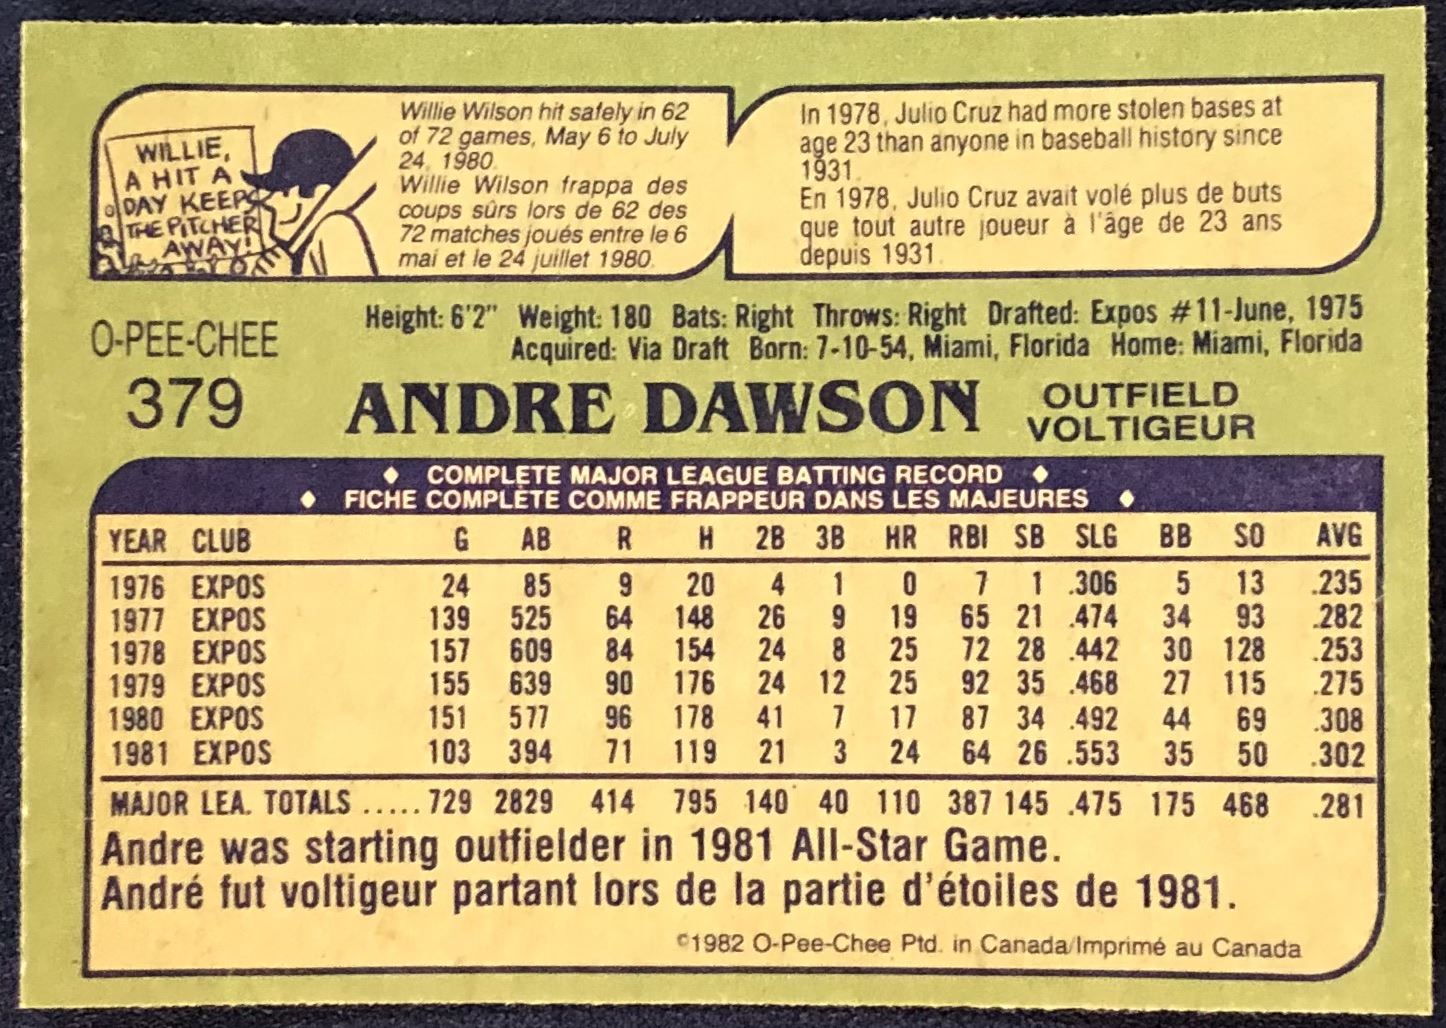 WILLIE,
A HIT A
DAY KEEPS
THE PITCHER
AWAY!
Willie Wilson hit safely in 62
of 72 games, May 6 to July
24, 1980.
Willie Wilson frappa des
coups sûrs lors de 62 des
72 matches joués entre le 6
mai et le 24 juillet 1980.
In 1978, Julio Cruz had more stolen bases at
age 23 than anyone in baseball history since
1931.
En 1978, Julio Cruz avait volé plus de buts
que tout autre joueur à l'âge de 23 ans
depuis 1931.
O-PEE-CHEE
379
Height: 6'2" Weight: 180 Bats: Right Throws: Right Drafted: Expos #11-June, 1975
Acquired: Via Draft Born: 7-10-54, Miami, Florida Home: Miami, Florida
ANDRE DAWSON
OUTFIELD
VOLTIGEUR
♦ COMPLETE MAJOR LEAGUE BATTING RECORD ♦
♦ FICHE COMPLÈTE COMME FRAPPEUR DANS LES MAJEURES ♦
YEAR CLUB G AB R H 2B 3B HR RBI SB SLG BB SO AVG
1976 EXPOS 24 85 9 20 4 1 0 7 1 .306 5 13 .235
1977 EXPOS 139 525 64 148 26 9 19 65 21 .474 34 93 .282
1978 EXPOS 157 609 84 154 24 8 25 72 28 .442 30 128 .253
1979 EXPOS 155 639 90 176 24 12 25 92 35 .468 27 115 .275
1980 EXPOS 151 577 96 178 41 7 17 87 34 .492 44 69 .308
1981 EXPOS 103 394 71 119 21 3 24 64 26 .553 35 50 .302
MAJOR LEA. TOTALS ..... 729 2829 414 795 140 40 110 387 145 .475 175 468 .281
Andre was starting outfielder in 1981 All-Star Game.
André fut voltigeur partant lors de la partie d'étoiles de 1981.
©1982 O-Pee-Chee Ptd. in Canada/Imprimé au Canada